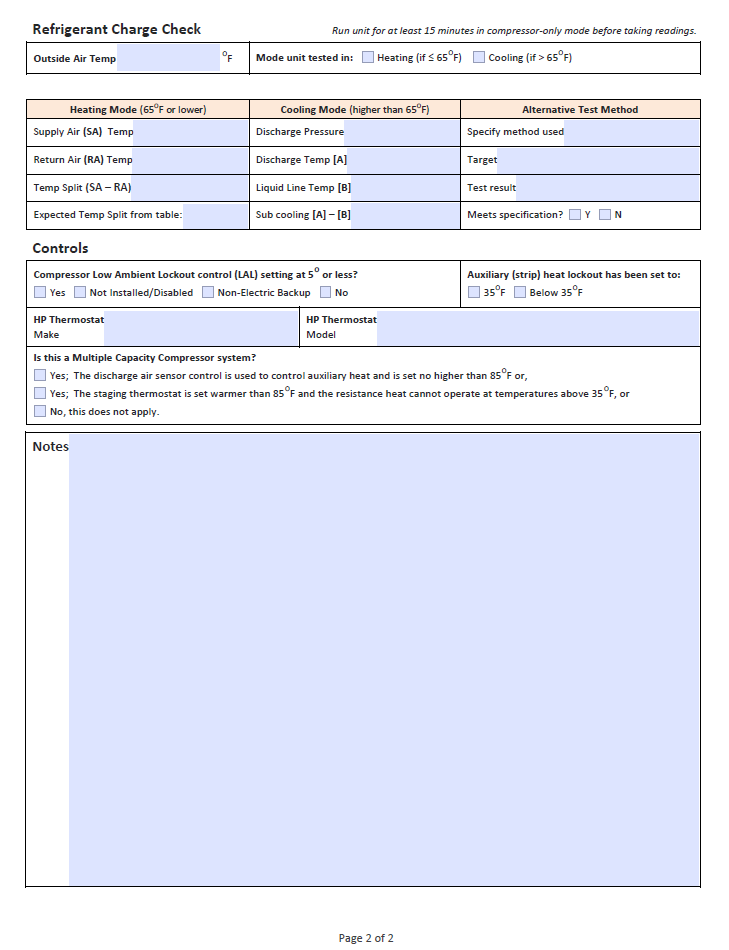 Refrigerant Charge Check
Run unit for at least 15 minutes in compressor-only mode before taking readings.
Outside Air Temp °F
Mode unit tested in: Heating (if ≤ 65°F) Cooling (if > 65°F)
Heating Mode (65°F or lower) Cooling Mode (higher than 65°F) Alternative Test Method
Supply Air (SA) Temp Discharge Pressure Specify method used
Return Air (RA) Temp Discharge Temp [A] Target
Temp Split (SA – RA) Liquid Line Temp [B] Test result
Expected Temp Split from table: Sub cooling [A] – [B] Meets specification? Y N
Controls
Compressor Low Ambient Lockout control (LAL) setting at 5° or less?
Yes Not Installed/Disabled Non-Electric Backup No
Auxiliary (strip) heat lockout has been set to:
35°F Below 35°F
HP Thermostat
Make
HP Thermostat
Model
Is this a Multiple Capacity Compressor system?
Yes; The discharge air sensor control is used to control auxiliary heat and is set no higher than 85°F or,
Yes; The staging thermostat is set warmer than 85°F and the resistance heat cannot operate at temperatures above 35°F, or
No, this does not apply.
Notes
Page 2 of 2